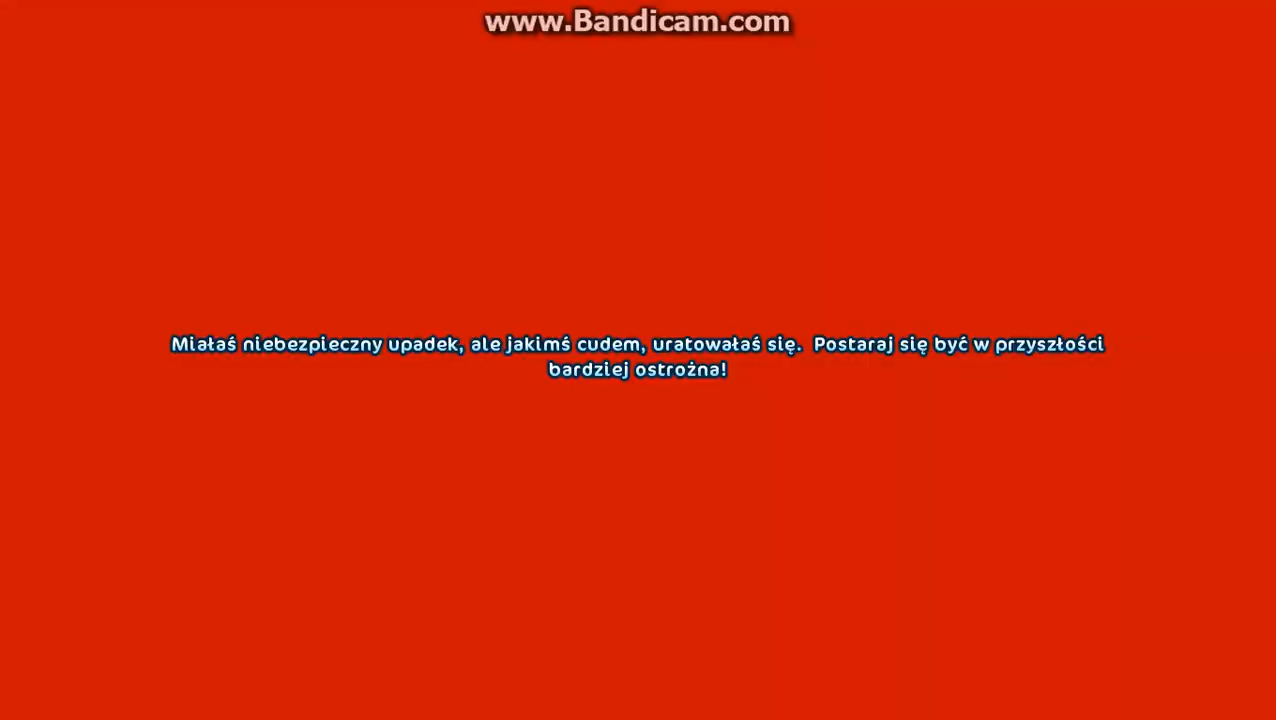 www.Bandicam.com
Miałaś niebezpieczny upadek, ale jakimś cudem, uratowałaś się.  Postaraj się być w przyszłości
bardziej ostrożna!